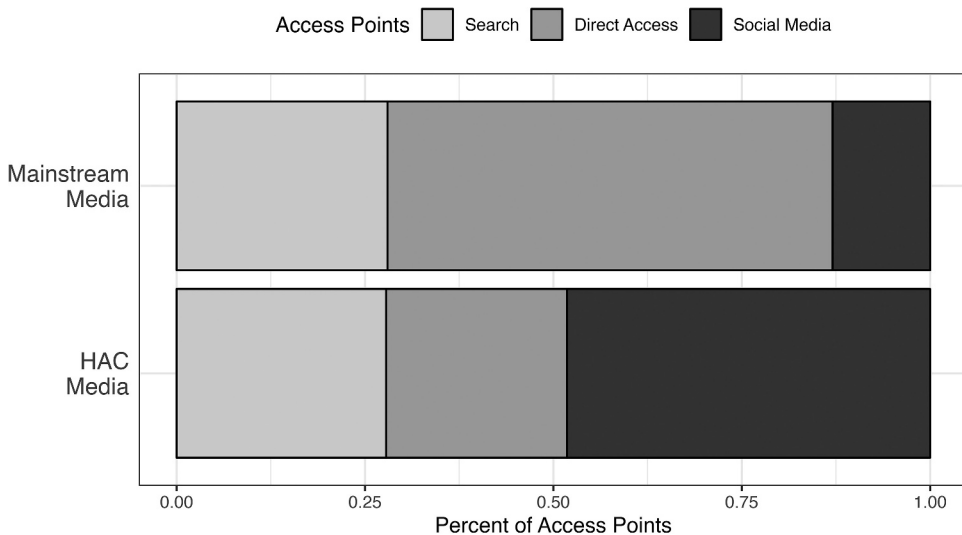 Access Points Search Direct Access Social Media
Mainstream
Media
HAC
Media
0.00 0.25 0.50 0.75 1.00
Percent of Access Points